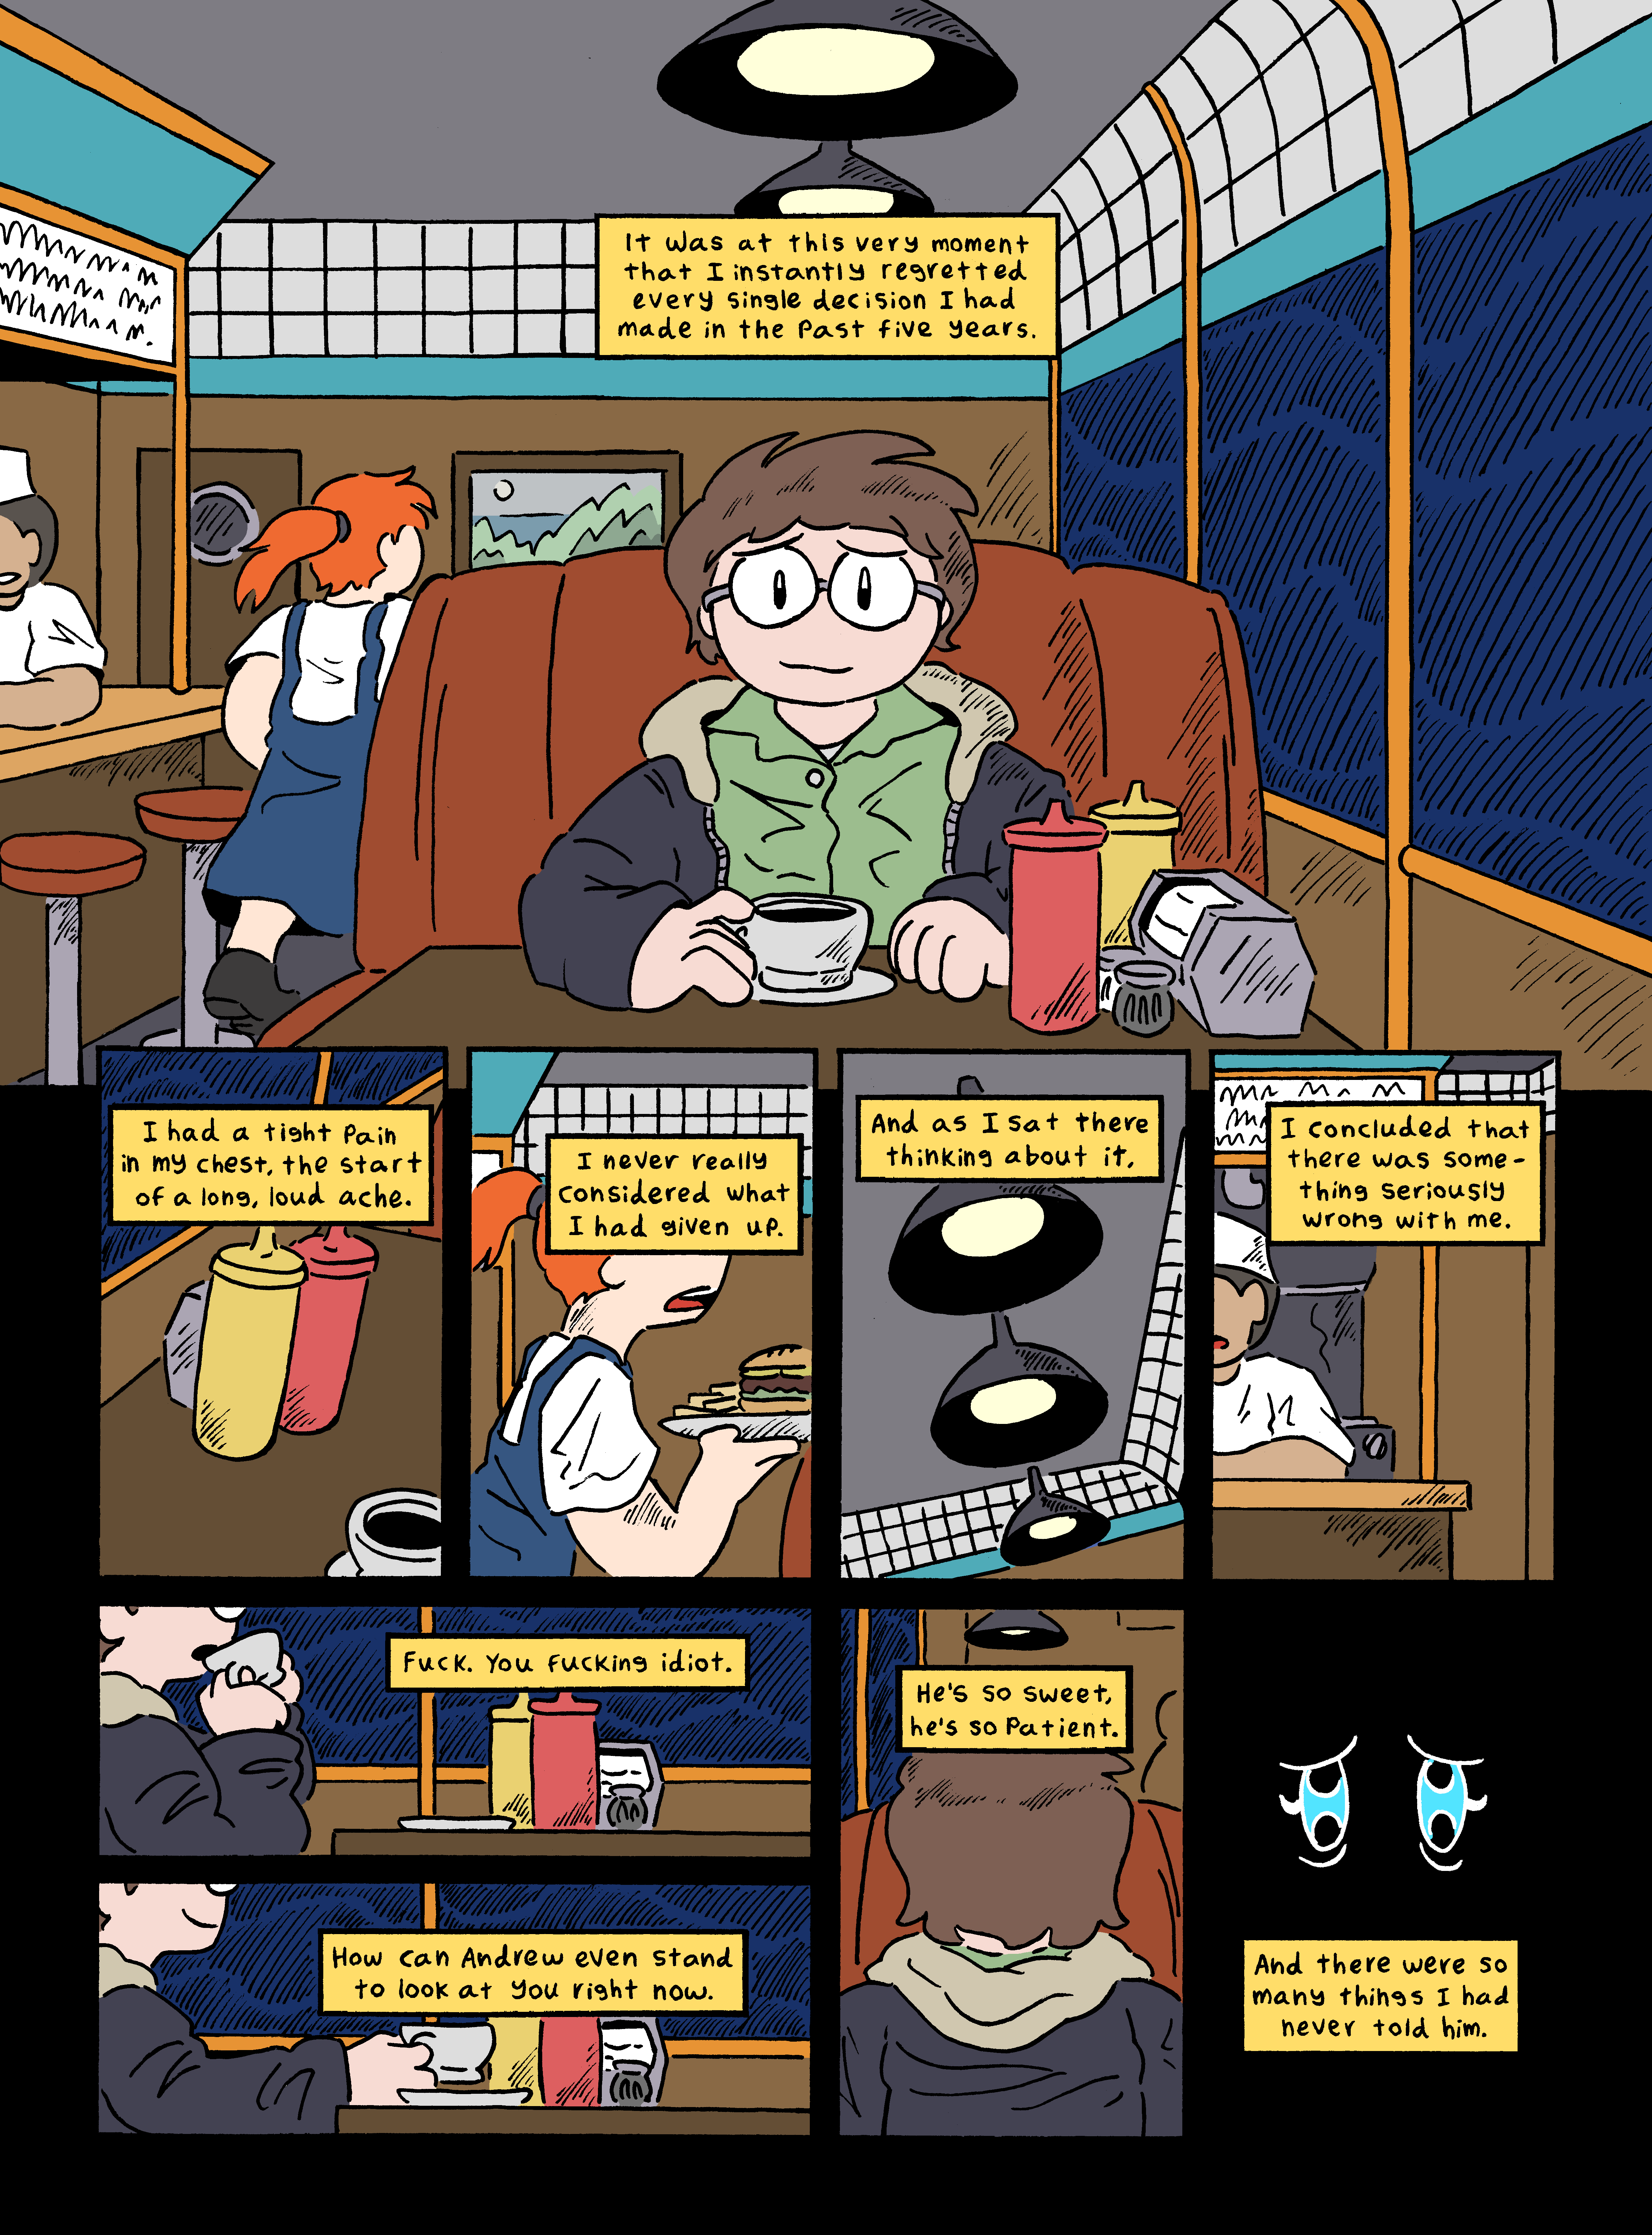 It was at this very moment
that I instantly regretted
every single decision I had
made in the past five years.
I had a tight pain
in my chest, the start
of a long, loud ache.
I never really
considered what
I had given up.
And as I sat there
thinking about it,
I concluded that
there was some-
thing seriously
wrong with me.
Fuck. You fucking idiot.
How can Andrew even stand
to look at you right now.
He's so sweet,
he's so patient.
And there were so
many things I had
never told him.